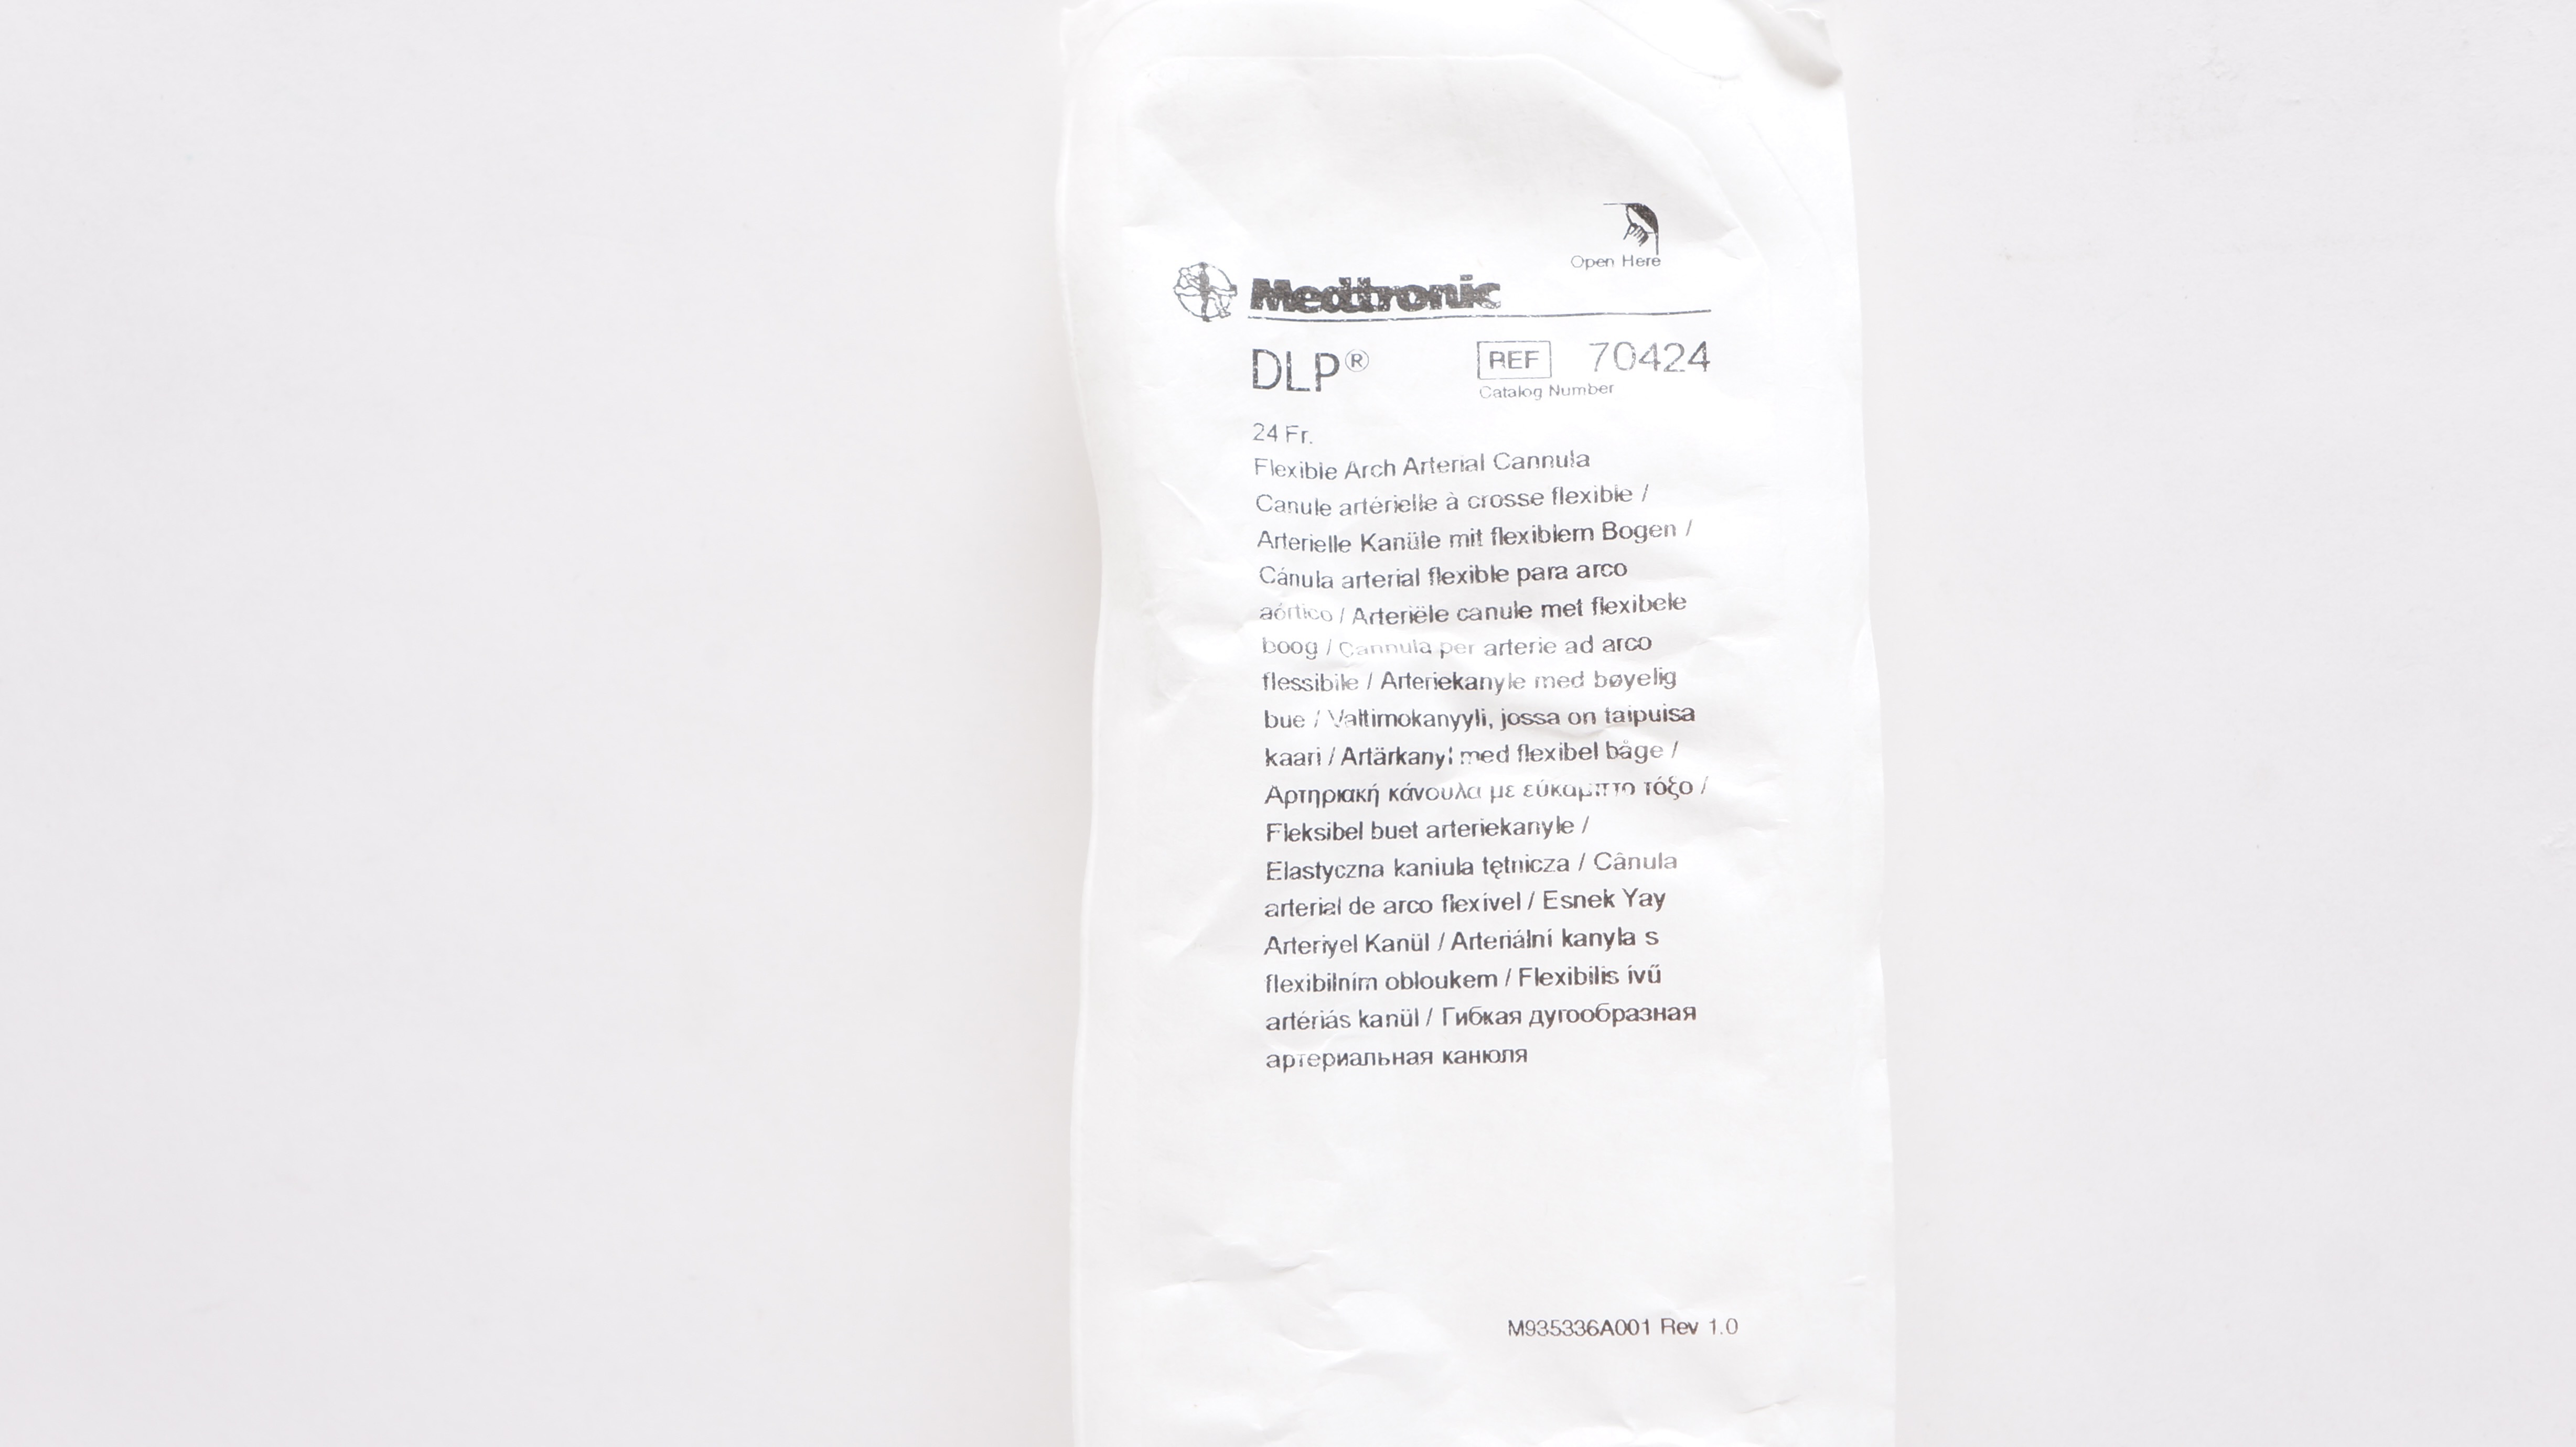 Open Here
Medtronic
DLP® REF 70424
Catalog Number
24 Fr.
Flexible Arch Arterial Cannula
Canule artérielle à crosse flexible /
Arterielle Kanüle mit flexiblem Bogen /
Cánula arterial flexible para arco
aórtico / Arteriële canule met flexibele
boog / Cannula per arterie ad arco
flessibile / Arteriekanyle med bøyelig
bue / Valtimokanyyli, jossa on taipuisa
kaari / Artärkanyl med flexibel båge /
Αρτηριακή κάνουλα με εύκαμπτο τόξο /
Fleksibel buet arteriekanyle /
Elastyczna kaniula tętnicza / Cânula
arterial de arco flexível / Esnek Yay
Arteriyel Kanül / Arteriální kanyla s
flexibilním obloukem / Flexibilis ívű
artériás kanül / Гибкая дугообразная
артериальная канюля
M935336A001 Rev 1.0